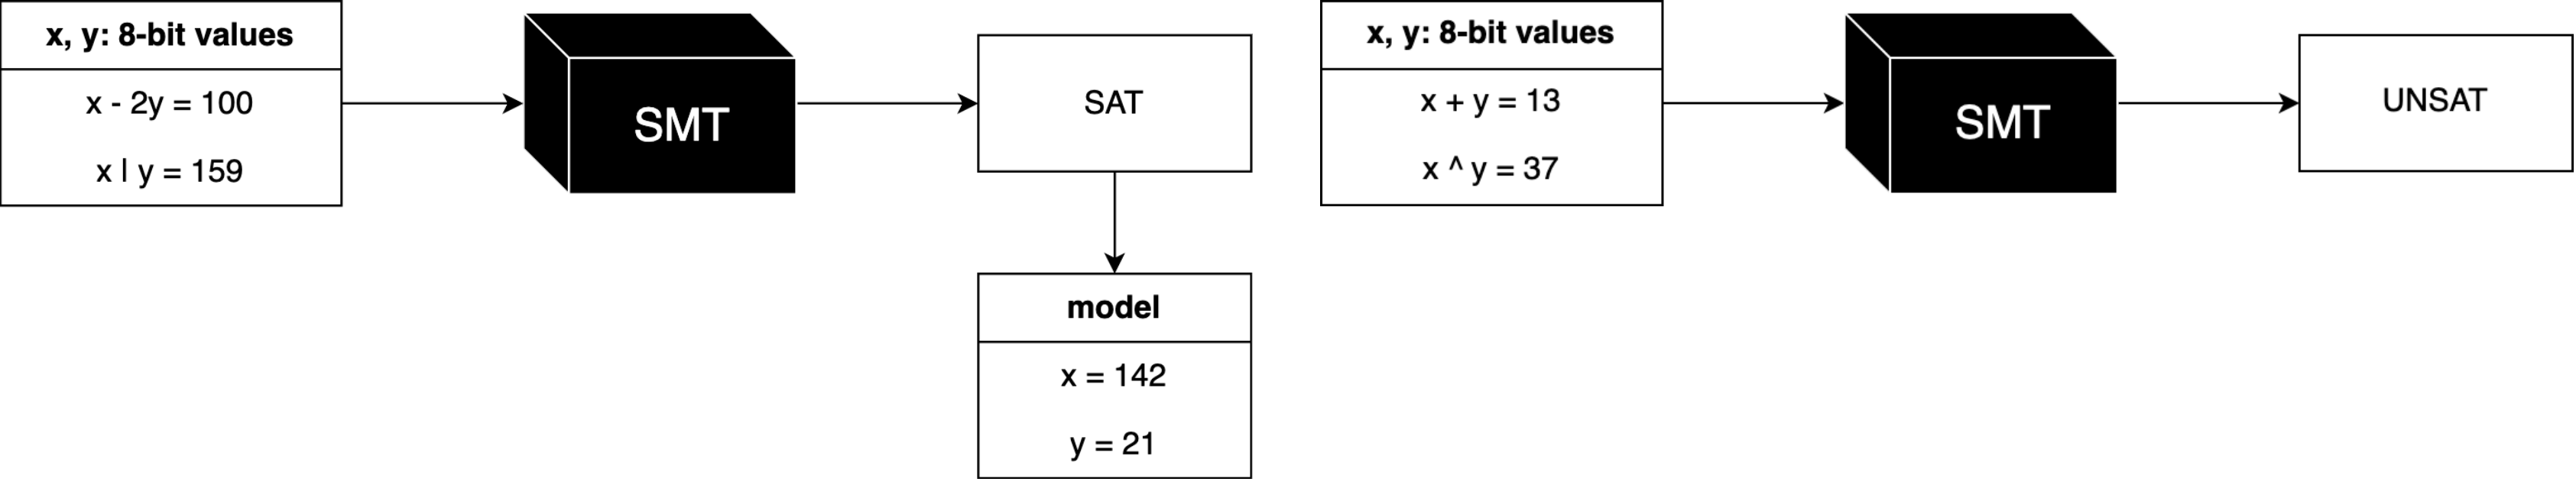 x, y: 8-bit values
x - 2y = 100
x | y = 159
SMT
SAT
model
x = 142
y = 21
x, y: 8-bit values
x + y = 13
x ^ y = 37
SMT
UNSAT